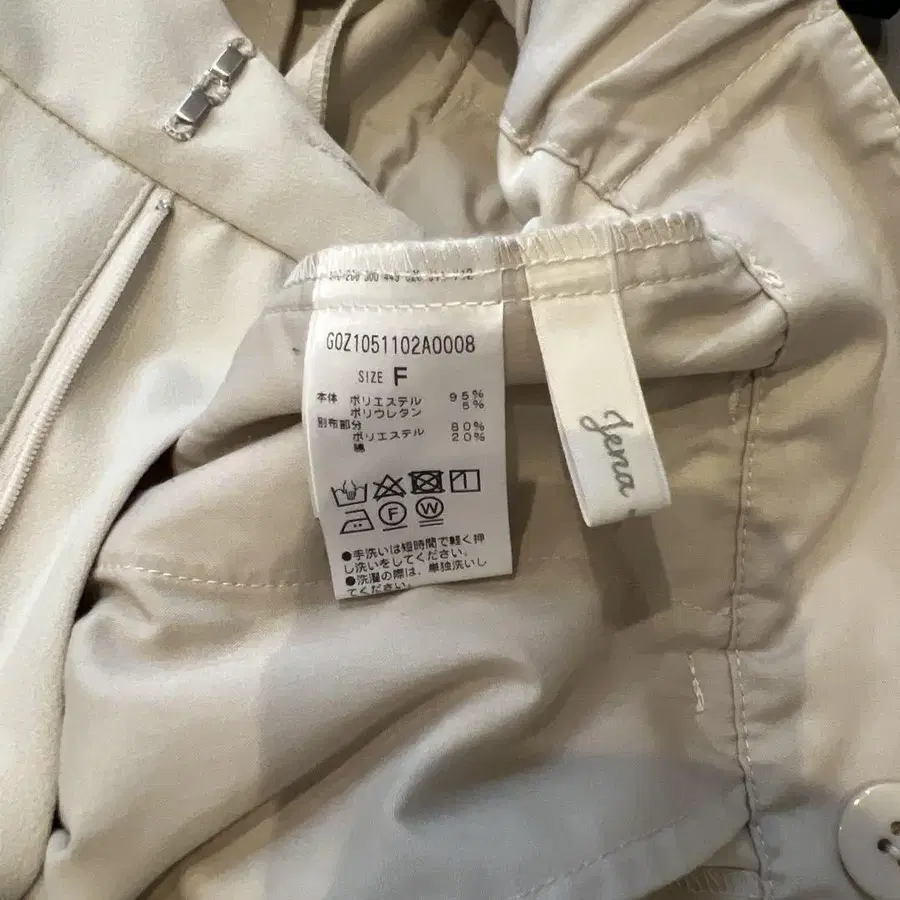 G0Z1051102A0008
SIZE F
本体 ポリエステル 95%
ポリウレタン 5%
別布部分
ポリエステル 80%
綿 20%
F W
●手洗いは短時間で軽く押
し洗いをしてください。
●洗濯の際は、単独洗いし
てください。
Jena